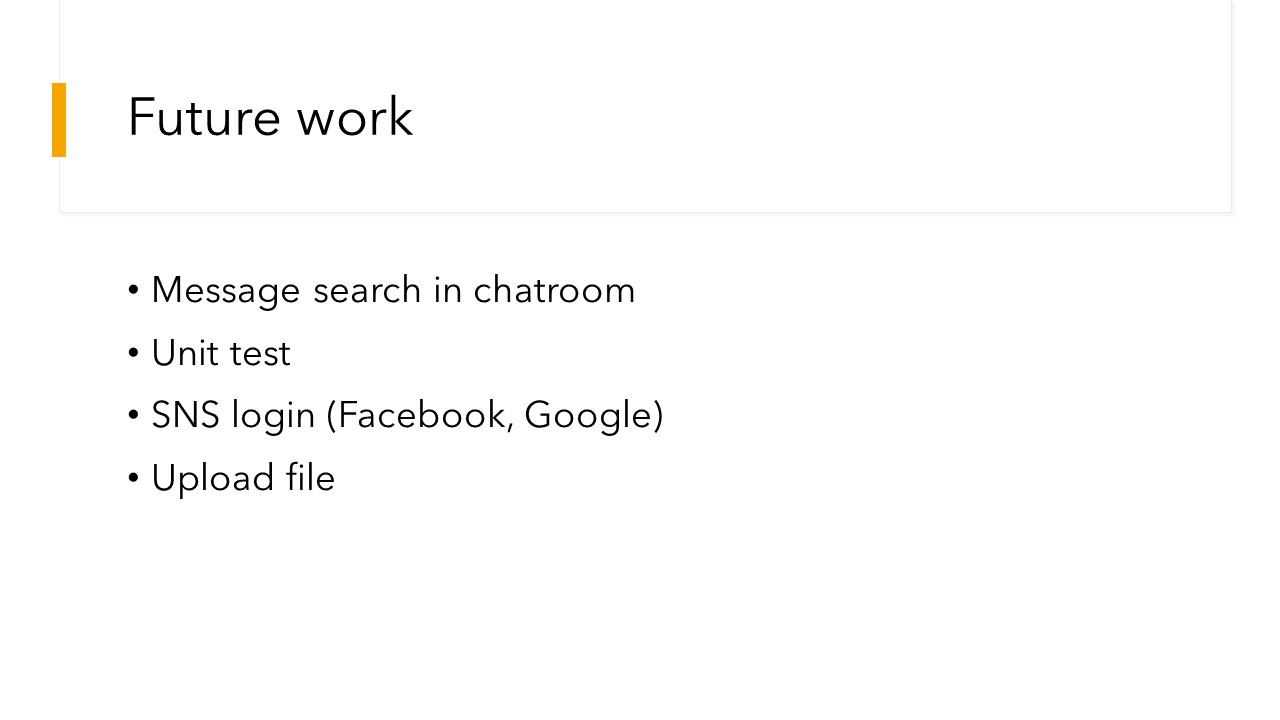 Future work
• Message search in chatroom
• Unit test
• SNS login (Facebook, Google)
• Upload file